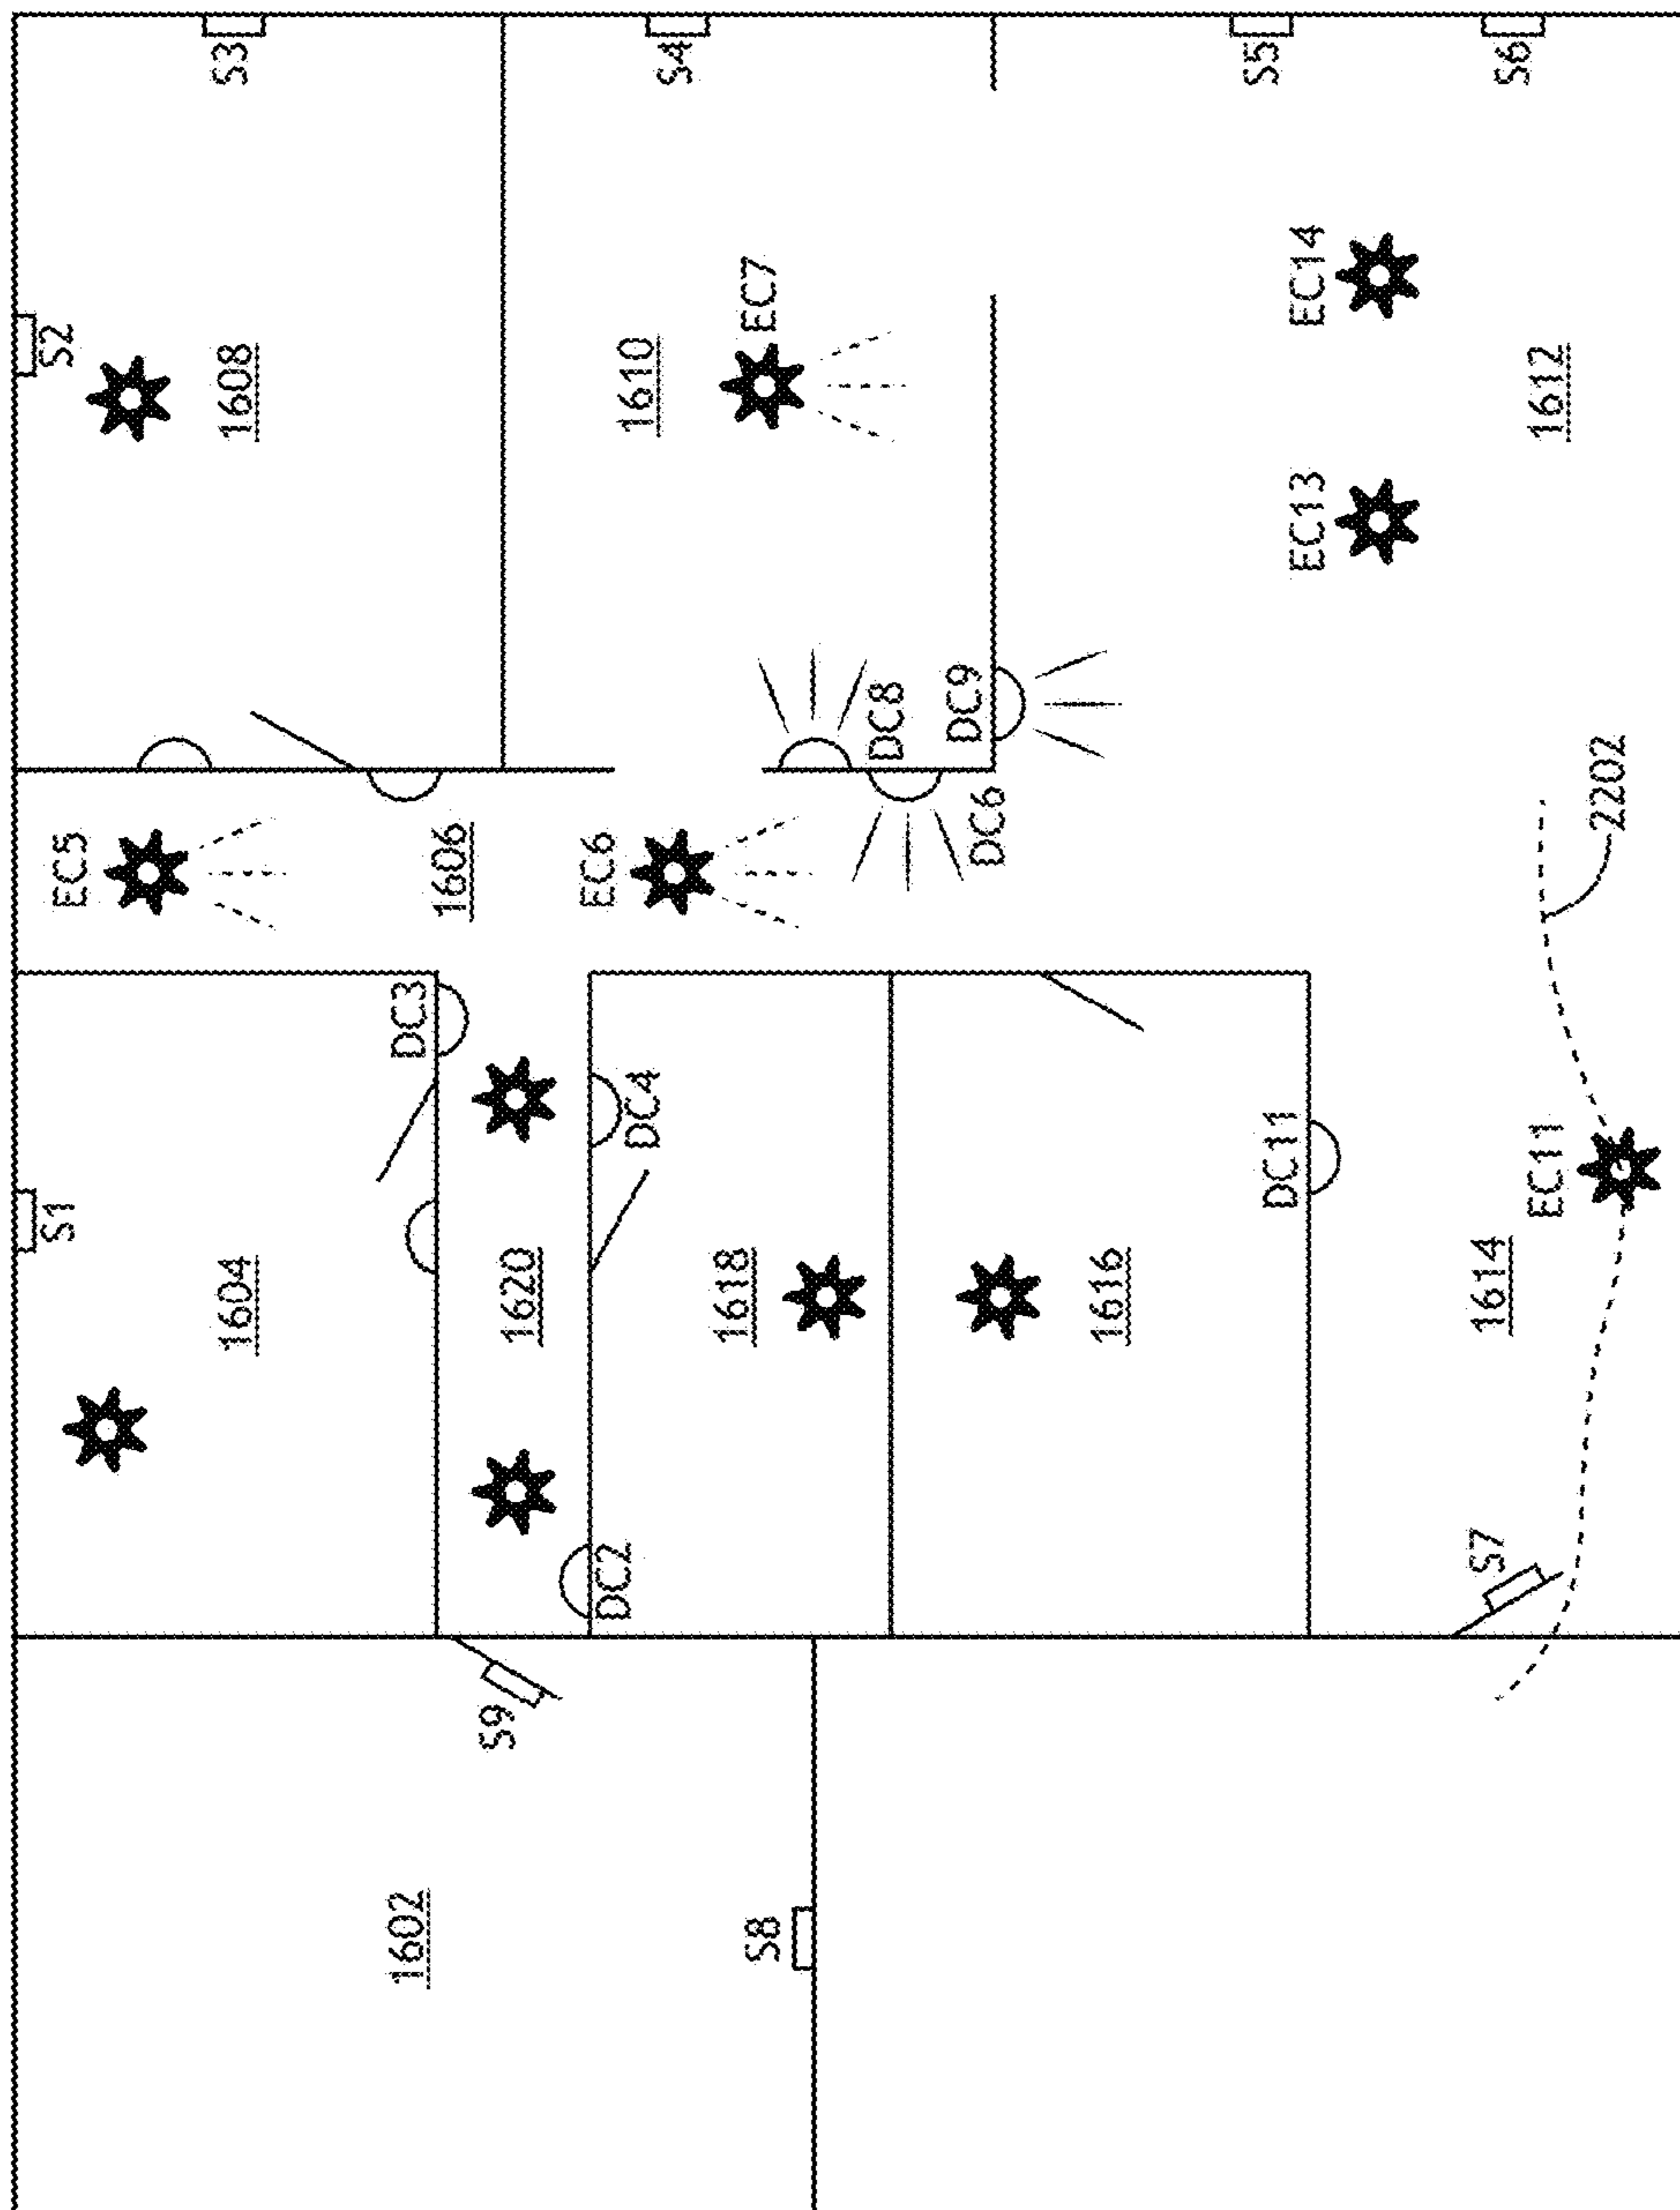 S1
S2
S3
S4
S5
S6
S7
S8
S9
1602
1604
1606
1608
1610
1612
1614
1616
1618
1620
EC5
EC6
EC7
EC11
EC13
EC14
DC2
DC3
DC4
DC6
DC8
DC9
DC11
2202